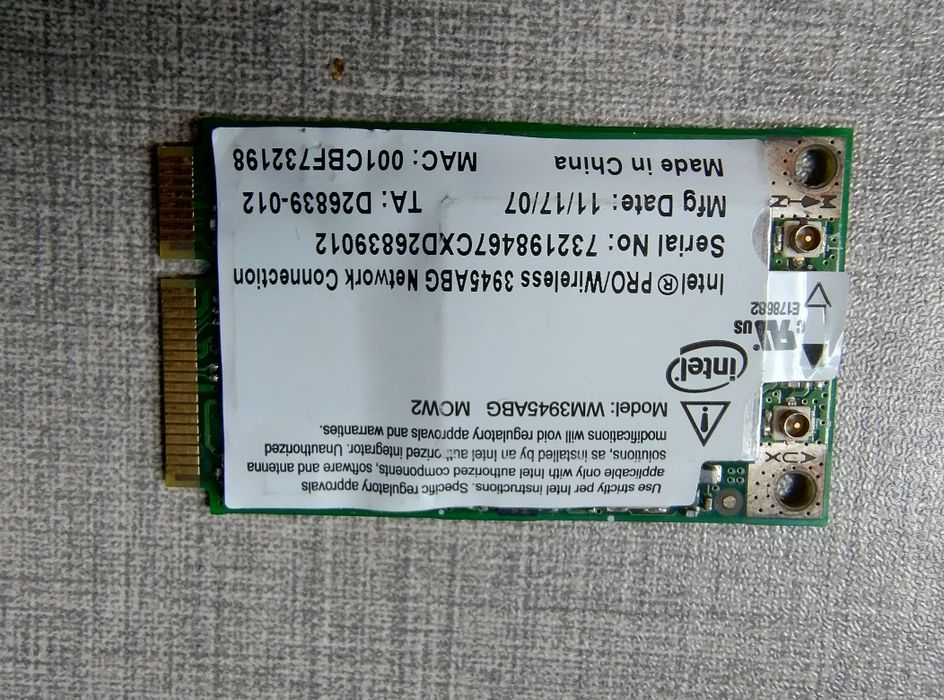 Use strictly per Intel instructions. Specific regulatory approvals
applicable only with Intel authorized components, software and antenna
solutions, as installed by an Intel integrator. Unauthorized
modifications will void regulatory approvals and warranties.
Model: WM3945ABG MOW2
intel
Intel® PRO/Wireless 3945ABG Network Connection
Serial No: 732198467CXD26839012
Mfg Date: 11/17/07 TA: D26839-012
Made in China MAC: 001CBF732198
AUX
c US
E178682
MAIN